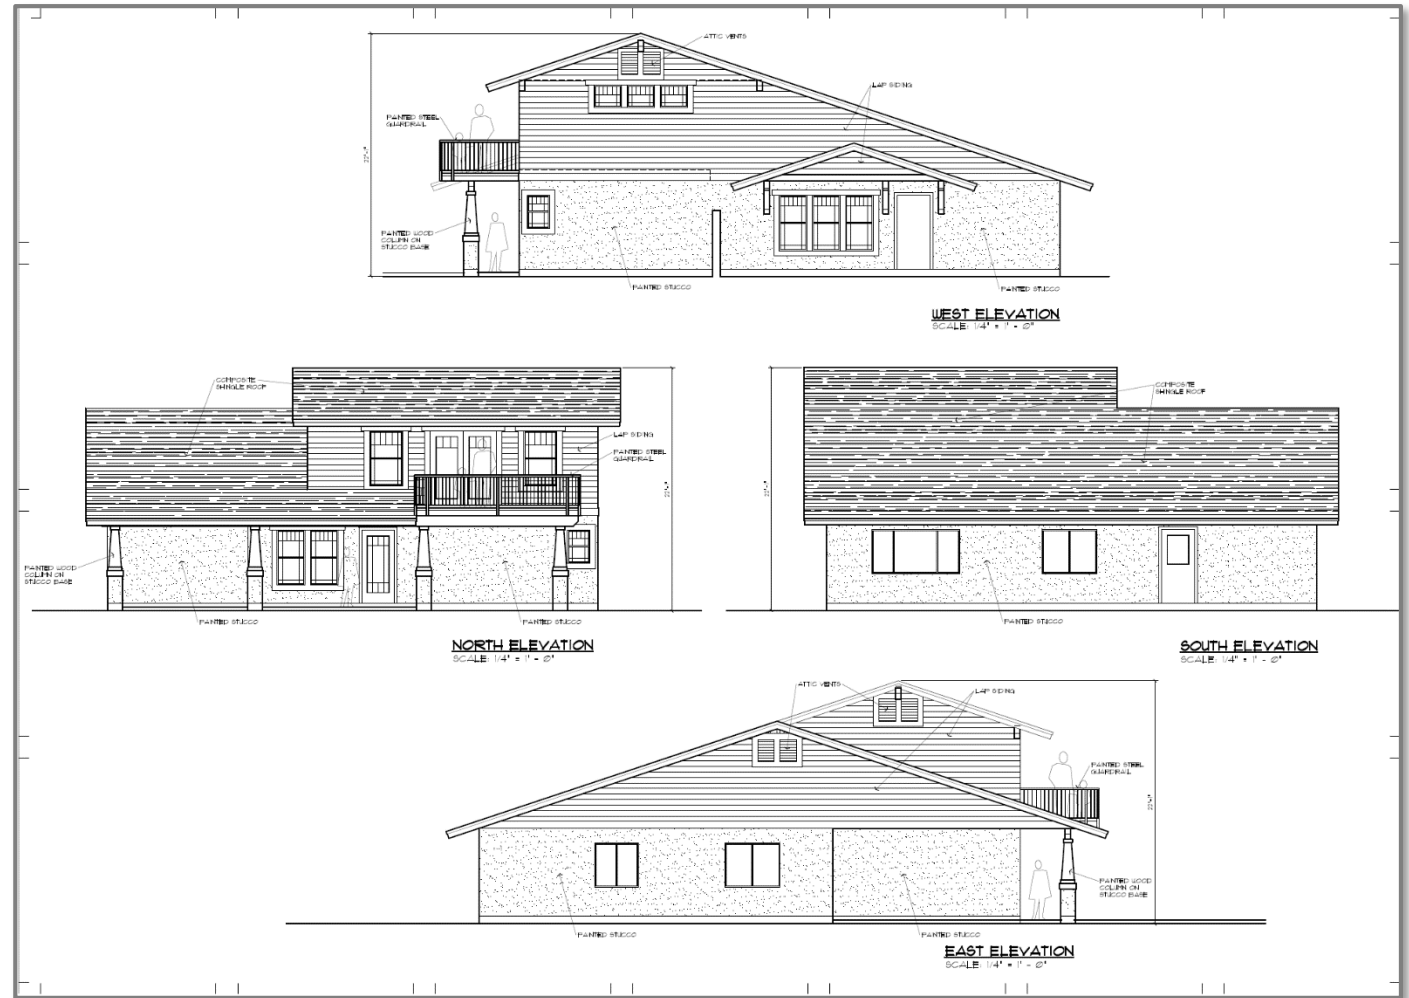 ATTIC VENTS
LAP SIDING
PAINTED STEEL
GUARDRAIL
PAINTED WOOD
COLUMN ON
STUCCO BASE
PAINTED STUCCO
PAINTED STUCCO
WEST ELEVATION
SCALE: 1/4" = 1' - 0"
COMPOSITE
SHINGLE ROOF
LAP SIDING
PAINTED STEEL
GUARDRAIL
PAINTED WOOD
COLUMN ON
STUCCO BASE
PAINTED STUCCO
PAINTED STUCCO
NORTH ELEVATION
SCALE: 1/4" = 1' - 0"
COMPOSITE
SHINGLE ROOF
PAINTED STUCCO
SOUTH ELEVATION
SCALE: 1/4" = 1' - 0"
ATTIC VENTS
LAP SIDING
PAINTED STEEL
GUARDRAIL
PAINTED WOOD
COLUMN ON
STUCCO BASE
PAINTED STUCCO
PAINTED STUCCO
EAST ELEVATION
SCALE: 1/4" = 1' - 0"